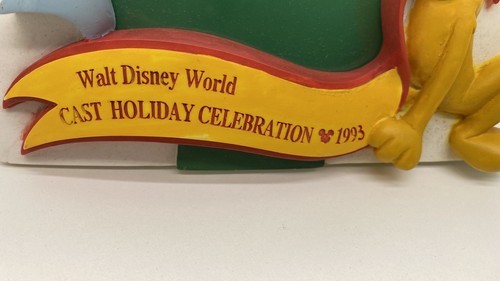 Walt Disney World
CAST HOLIDAY CELEBRATION 1993